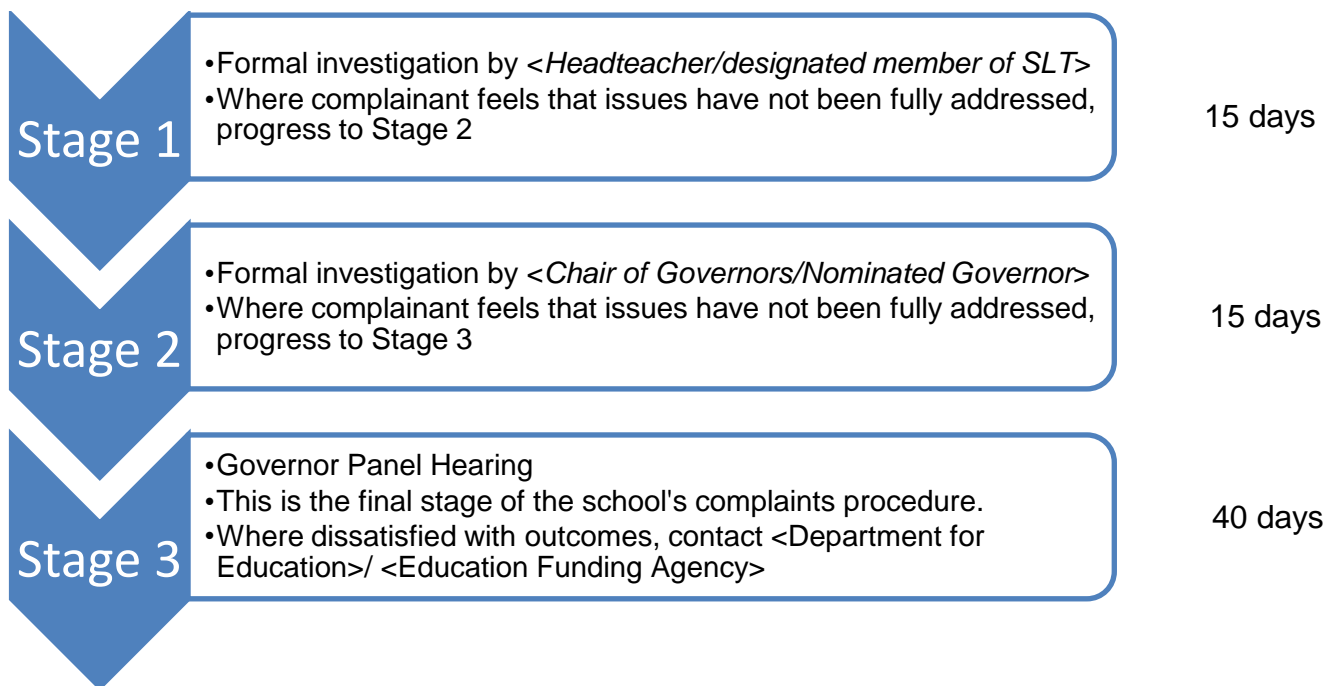 Stage 1
•Formal investigation by <Headteacher/designated member of SLT>
•Where complainant feels that issues have not been fully addressed,
progress to Stage 2
15 days
Stage 2
•Formal investigation by <Chair of Governors/Nominated Governor>
•Where complainant feels that issues have not been fully addressed,
progress to Stage 3
15 days
Stage 3
•Governor Panel Hearing
•This is the final stage of the school's complaints procedure.
•Where dissatisfied with outcomes, contact <Department for
Education>/ <Education Funding Agency>
40 days